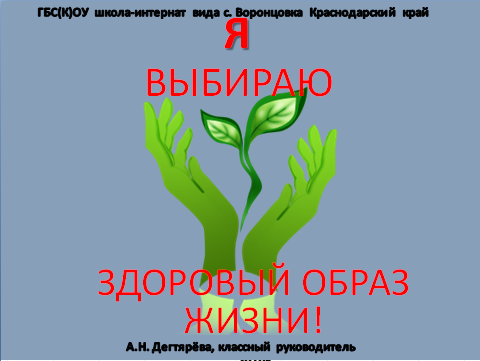 ГБС(К)ОУ школа-интернат вида с. Воронцовка Краснодарский край
Я
ВЫБИРАЮ
ЗДОРОВЫЙ ОБРАЗ
ЖИЗНИ!
А.Н. Дегтярёва, классный руководитель